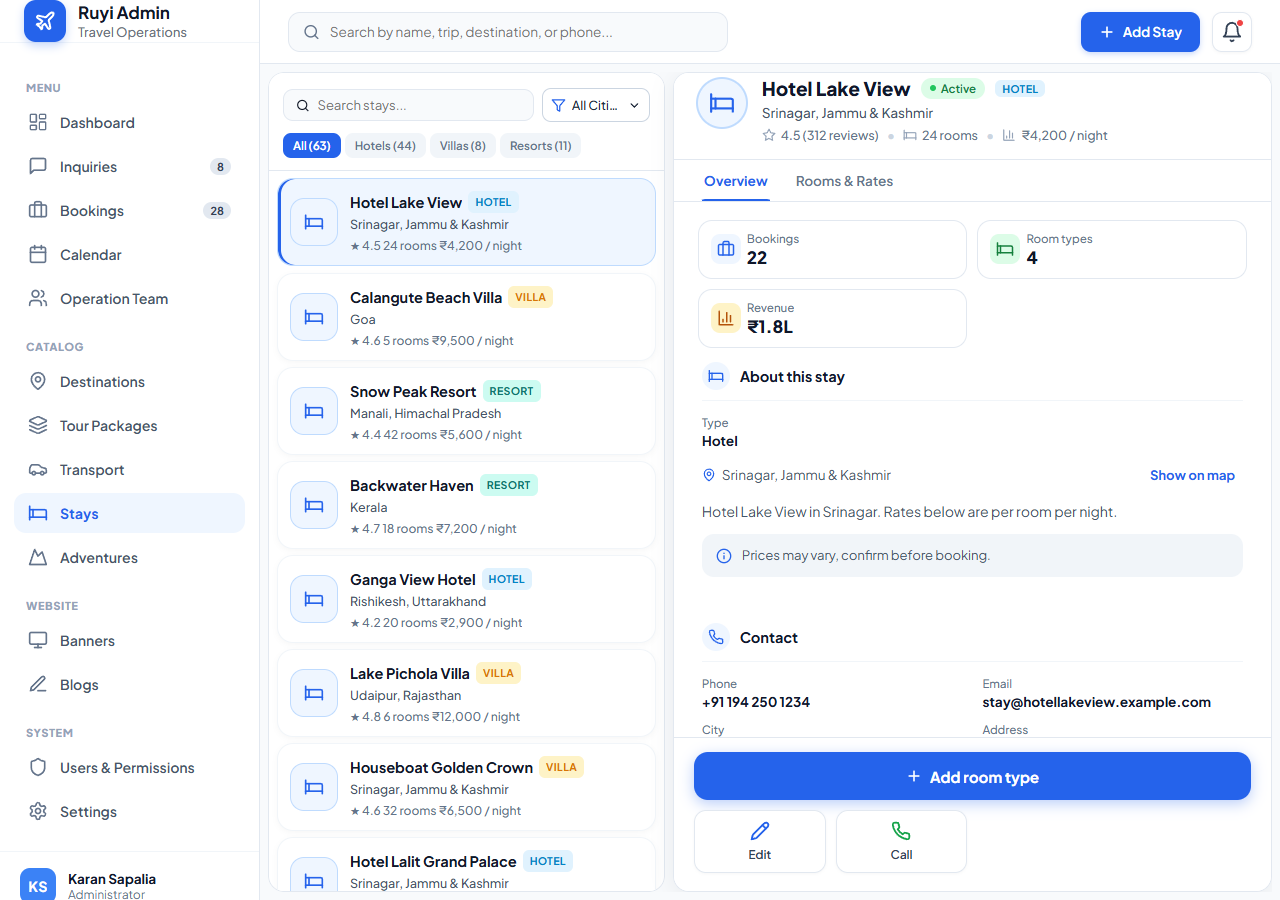 Ruyi Admin
Travel Operations
MENU
Dashboard
Inquiries 8
Bookings 28
Calendar
Operation Team
CATALOG
Destinations
Tour Packages
Transport
Stays
Adventures
WEBSITE
Banners
Blogs
SYSTEM
Users & Permissions
Settings
KS Karan Sapalia
Administrator
Search by name, trip, destination, or phone...
+ Add Stay
Search stays...
All Citi...
All (63) Hotels (44) Villas (8) Resorts (11)
Hotel Lake View HOTEL
Srinagar, Jammu & Kashmir
★ 4.5 24 rooms ₹4,200 / night
Calangute Beach Villa VILLA
Goa
★ 4.6 5 rooms ₹9,500 / night
Snow Peak Resort RESORT
Manali, Himachal Pradesh
★ 4.4 42 rooms ₹5,600 / night
Backwater Haven RESORT
Kerala
★ 4.7 18 rooms ₹7,200 / night
Ganga View Hotel HOTEL
Rishikesh, Uttarakhand
★ 4.2 20 rooms ₹2,900 / night
Lake Pichola Villa VILLA
Udaipur, Rajasthan
★ 4.8 6 rooms ₹12,000 / night
Houseboat Golden Crown VILLA
Srinagar, Jammu & Kashmir
★ 4.6 32 rooms ₹6,500 / night
Hotel Lalit Grand Palace HOTEL
Srinagar, Jammu & Kashmir
Hotel Lake View Active HOTEL
Srinagar, Jammu & Kashmir
4.5 (312 reviews) 24 rooms ₹4,200 / night
Overview Rooms & Rates
Bookings
22
Room types
4
Revenue
₹1.8L
About this stay
Type
Hotel
Srinagar, Jammu & Kashmir Show on map
Hotel Lake View in Srinagar. Rates below are per room per night.
Prices may vary, confirm before booking.
Contact
Phone
+91 194 250 1234
Email
stay@hotellakeview.example.com
City
Address
+ Add room type
Edit
Call